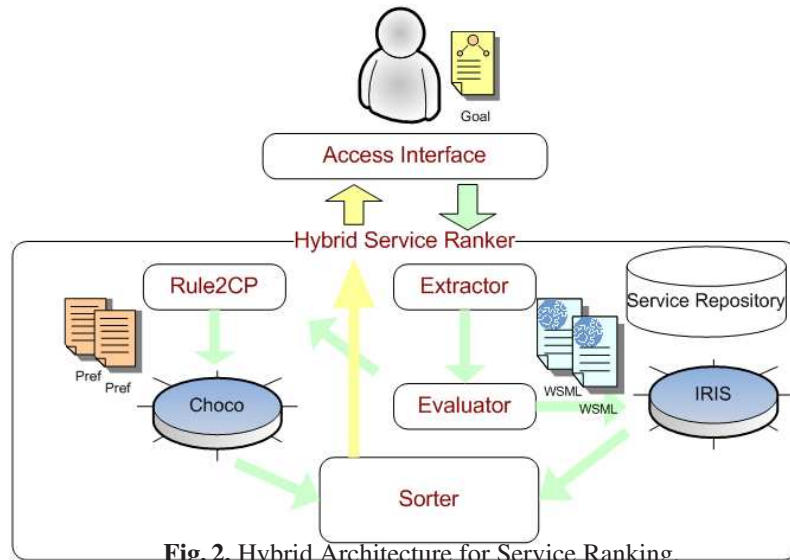 Goal
Access Interface
Hybrid Service Ranker
Rule2CP
Extractor
Service Repository
Pref
Pref
WSML
WSML
Choco
Evaluator
IRIS
Sorter
Fig. 2. Hybrid Architecture for Service Ranking.